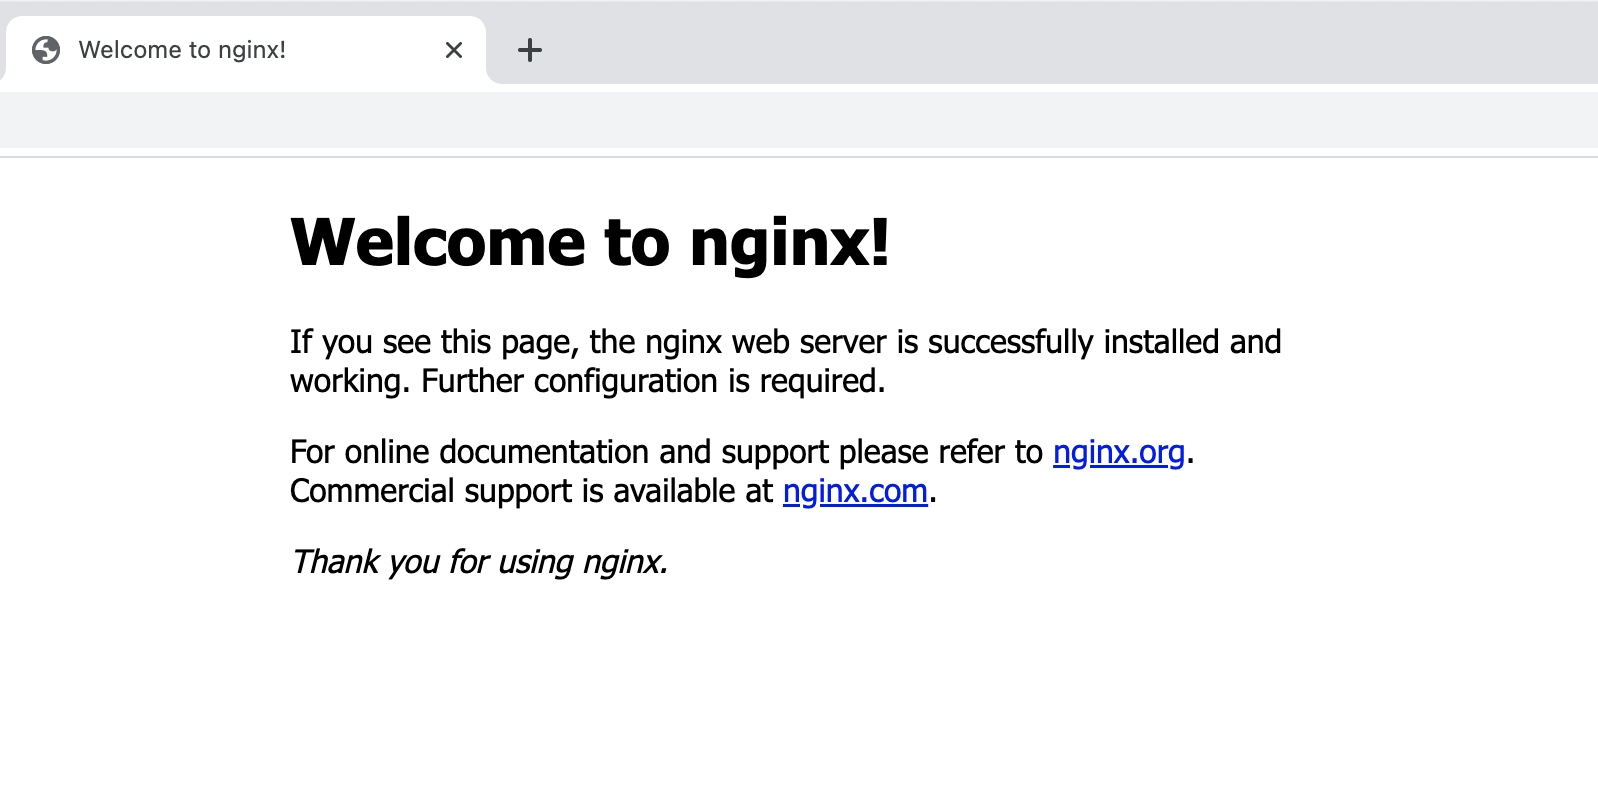 Welcome to nginx!
Welcome to nginx!
If you see this page, the nginx web server is successfully installed and
working. Further configuration is required.
For online documentation and support please refer to nginx.org.
Commercial support is available at nginx.com.
Thank you for using nginx.